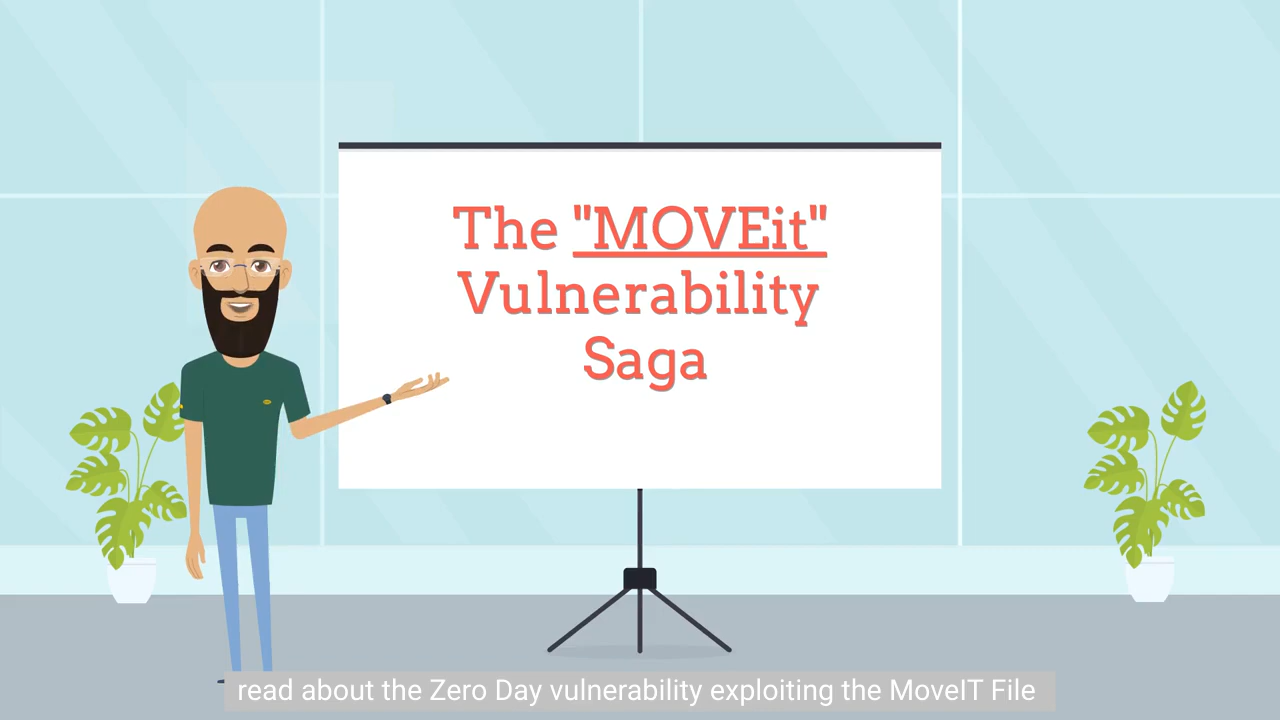 The "MOVEit"
Vulnerability
Saga
read about the Zero Day vulnerability exploiting the MoveIT File